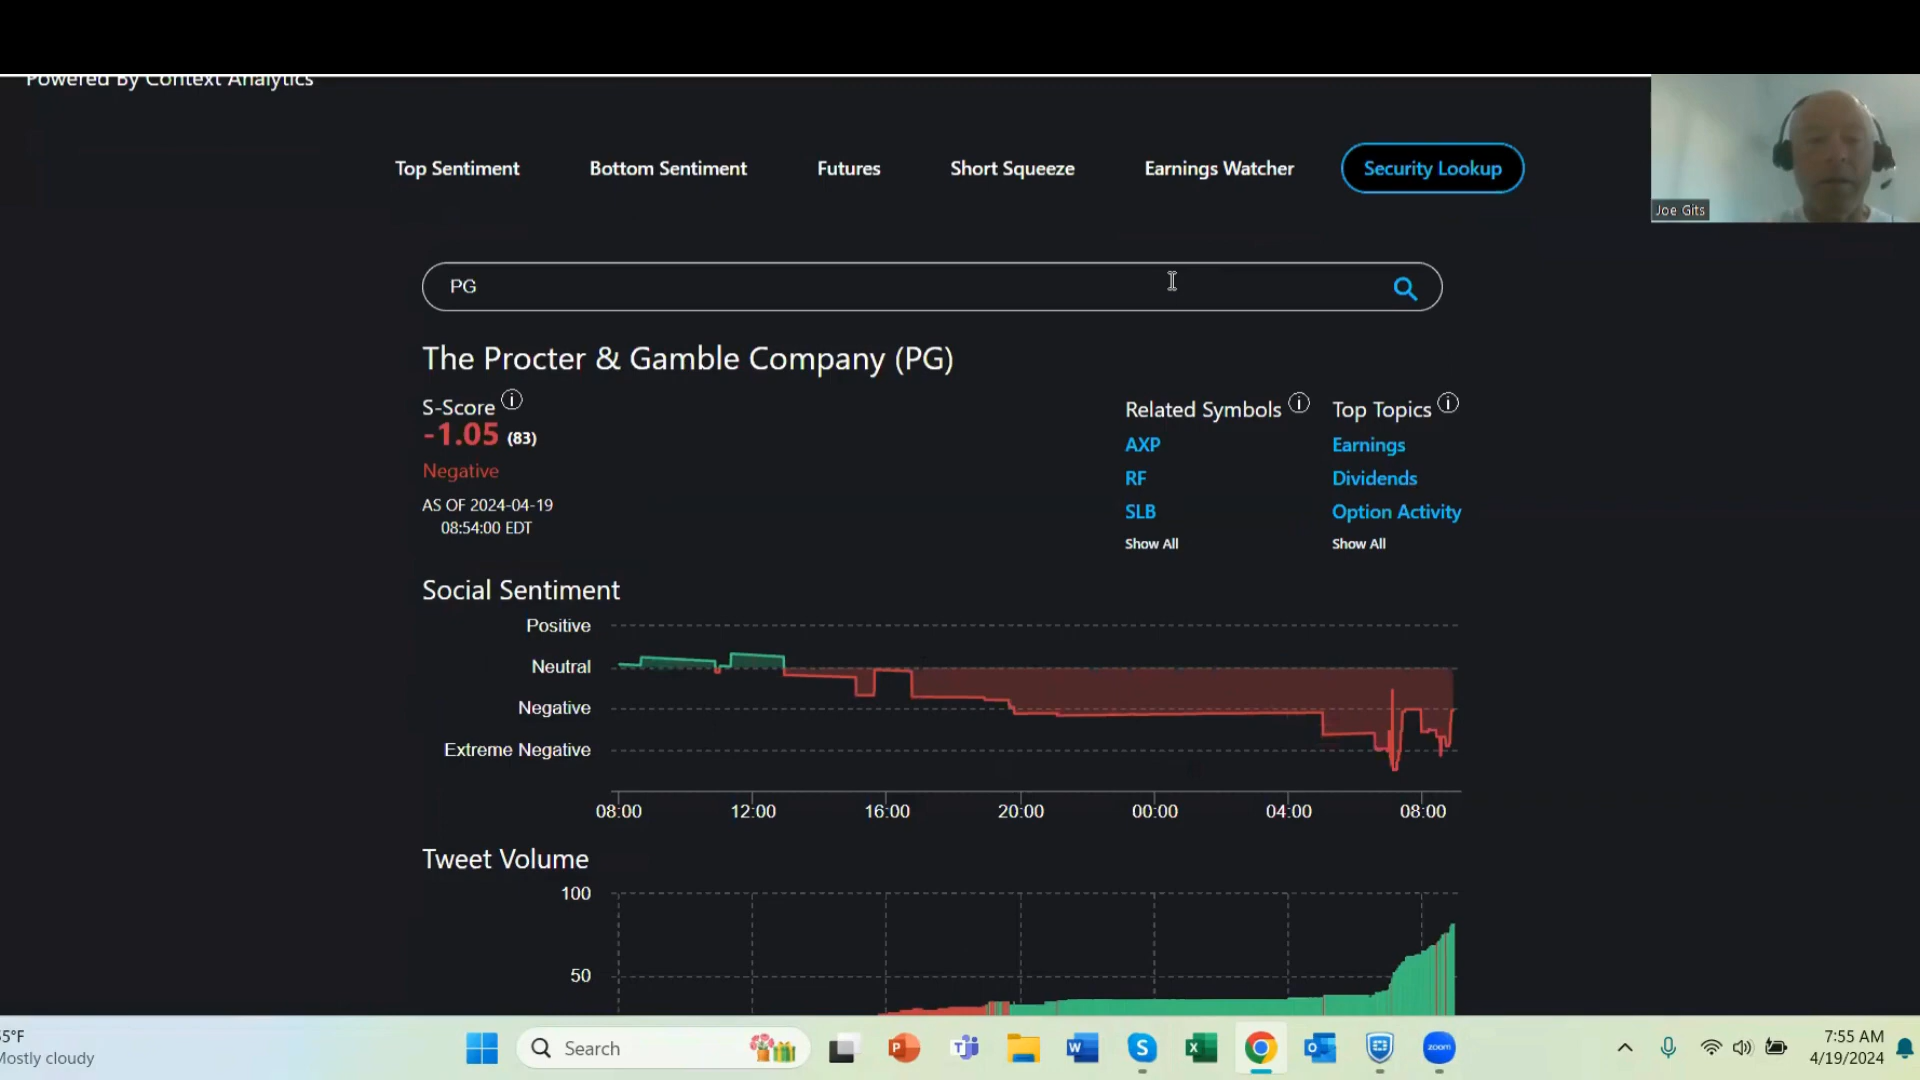 Powered By Context Analytics
Top Sentiment Bottom Sentiment Futures Short Squeeze Earnings Watcher Security Lookup
Joe Gits
PG
The Procter & Gamble Company (PG)
S-Score
-1.05 (83)
Negative
AS OF 2024-04-19
08:54:00 EDT
Related Symbols
AXP
RF
SLB
Show All
Top Topics
Earnings
Dividends
Option Activity
Show All
Social Sentiment
Positive
Neutral
Negative
Extreme Negative
08:00 12:00 16:00 20:00 00:00 04:00 08:00
Tweet Volume
100
50
5°F
Mostly cloudy
Search
zoom
7:55 AM
4/19/2024